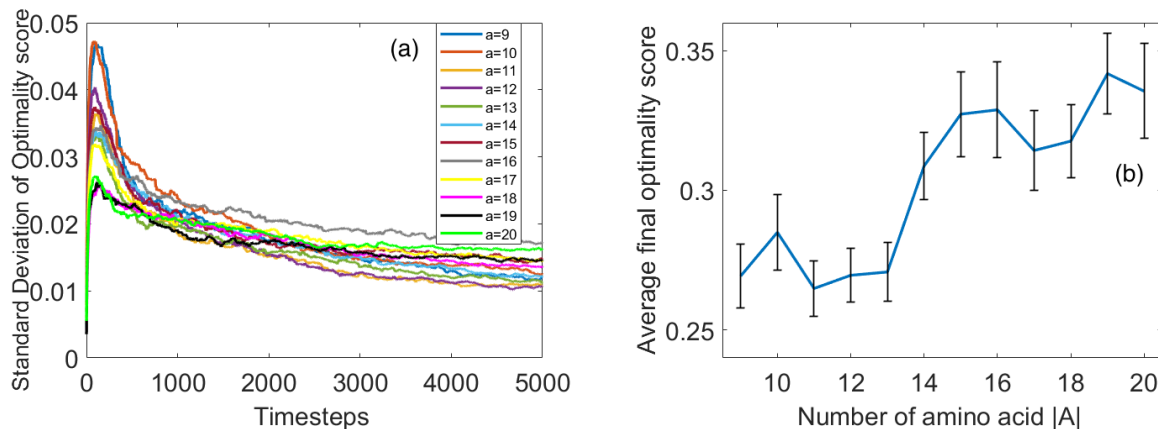 Standard Deviation of Optimality score
0.05
0.04
0.03
0.02
0.01
0
0
1000
2000
3000
4000
5000
Timesteps
(a)
a=9
a=10
a=11
a=12
a=13
a=14
a=15
a=16
a=17
a=18
a=19
a=20
Average final optimality score
0.35
0.3
0.25
10
12
14
16
18
20
Number of amino acid |A|
(b)